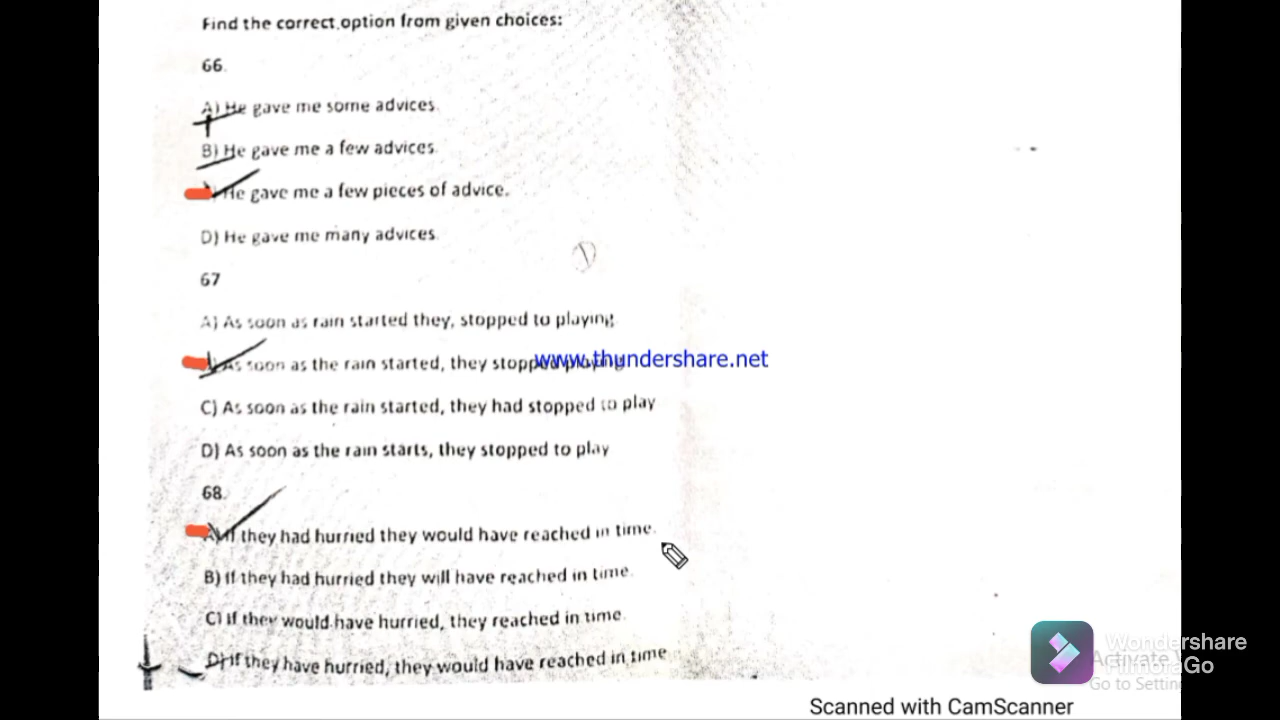 Find the correct option from given choices:
66.
A) He gave me some advices.
B) He gave me a few advices.
He gave me a few pieces of advice.
D) He gave me many advices.
67
A) As soon as rain started they, stopped to playing.
As soon as the rain started, they stopped playing
www.thundershare.net
C) As soon as the rain started, they had stopped to play
D) As soon as the rain starts, they stopped to play
68.
A) If they had hurried they would have reached in time.
B) If they had hurried they will have reached in time.
C) If they would have hurried, they reached in time.
D) If they have hurried, they would have reached in time
Wondershare
FilmoraGo
Activate
Go to Settin
Scanned with CamScanner